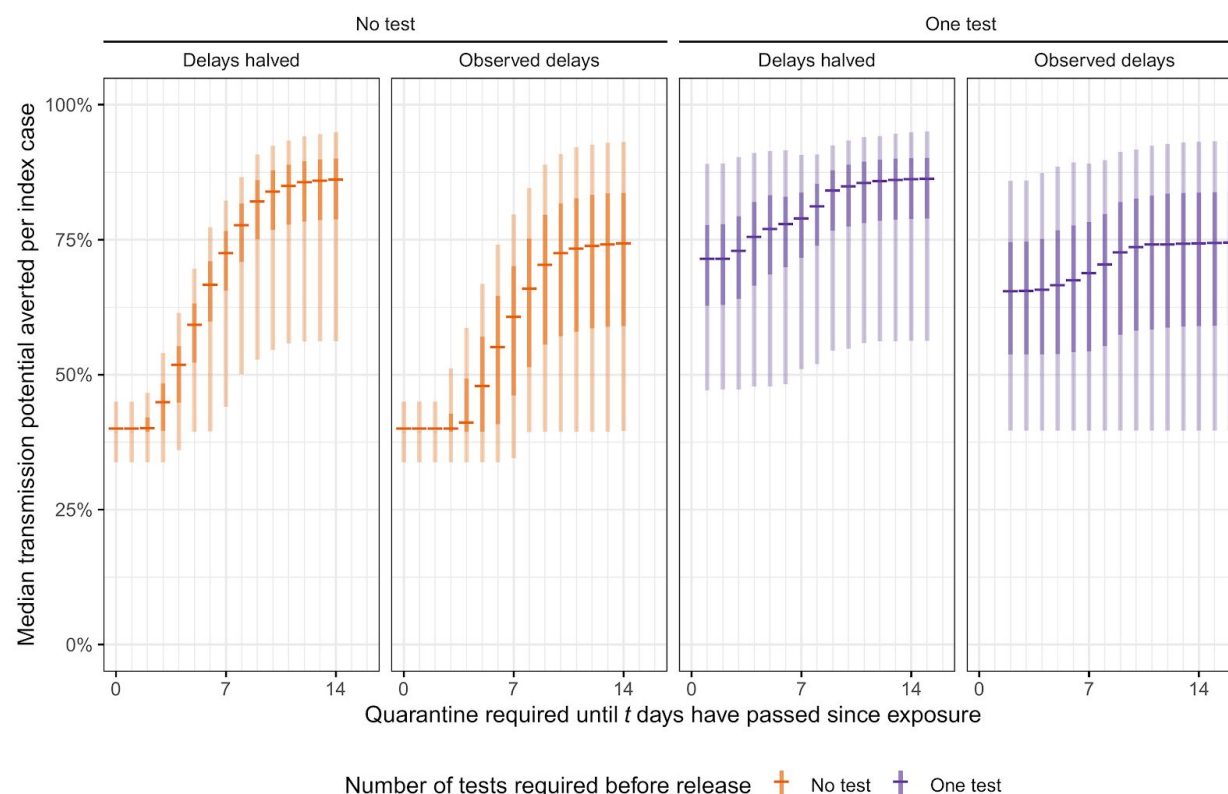 No test
One test
Delays halved
Observed delays
Delays halved
Observed delays
Median transmission potential averted per index case
100%
75%
50%
25%
0%
0
7
14
0
7
14
0
7
14
0
7
14
Quarantine required until t days have passed since exposure
Number of tests required before release
No test
One test